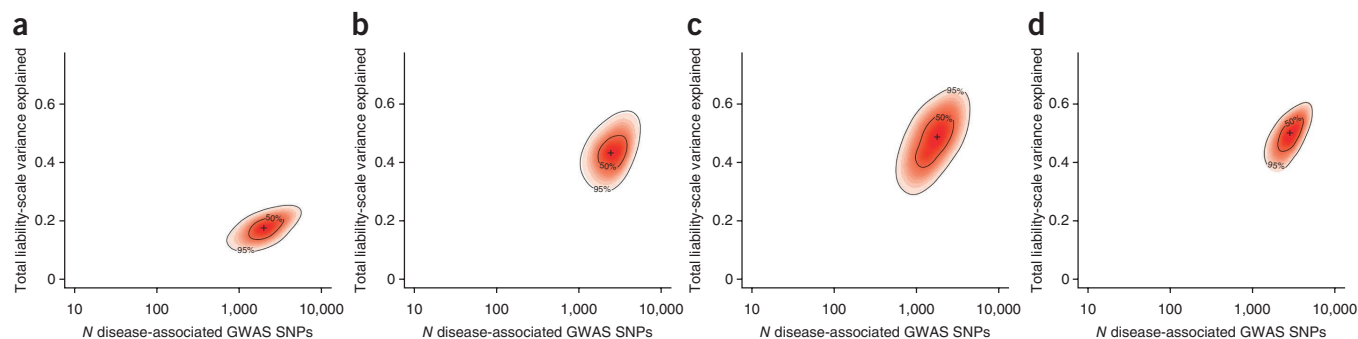 a
Total liability-scale variance explained
0.6
0.4
0.2
0
50%
95%
10 100 1,000 10,000
N disease-associated GWAS SNPs
b
Total liability-scale variance explained
0.6
0.4
0.2
0
50%
95%
10 100 1,000 10,000
N disease-associated GWAS SNPs
c
Total liability-scale variance explained
0.6
0.4
0.2
0
95%
50%
10 100 1,000 10,000
N disease-associated GWAS SNPs
d
Total liability-scale variance explained
0.6
0.4
0.2
0
50%
95%
10 100 1,000 10,000
N disease-associated GWAS SNPs